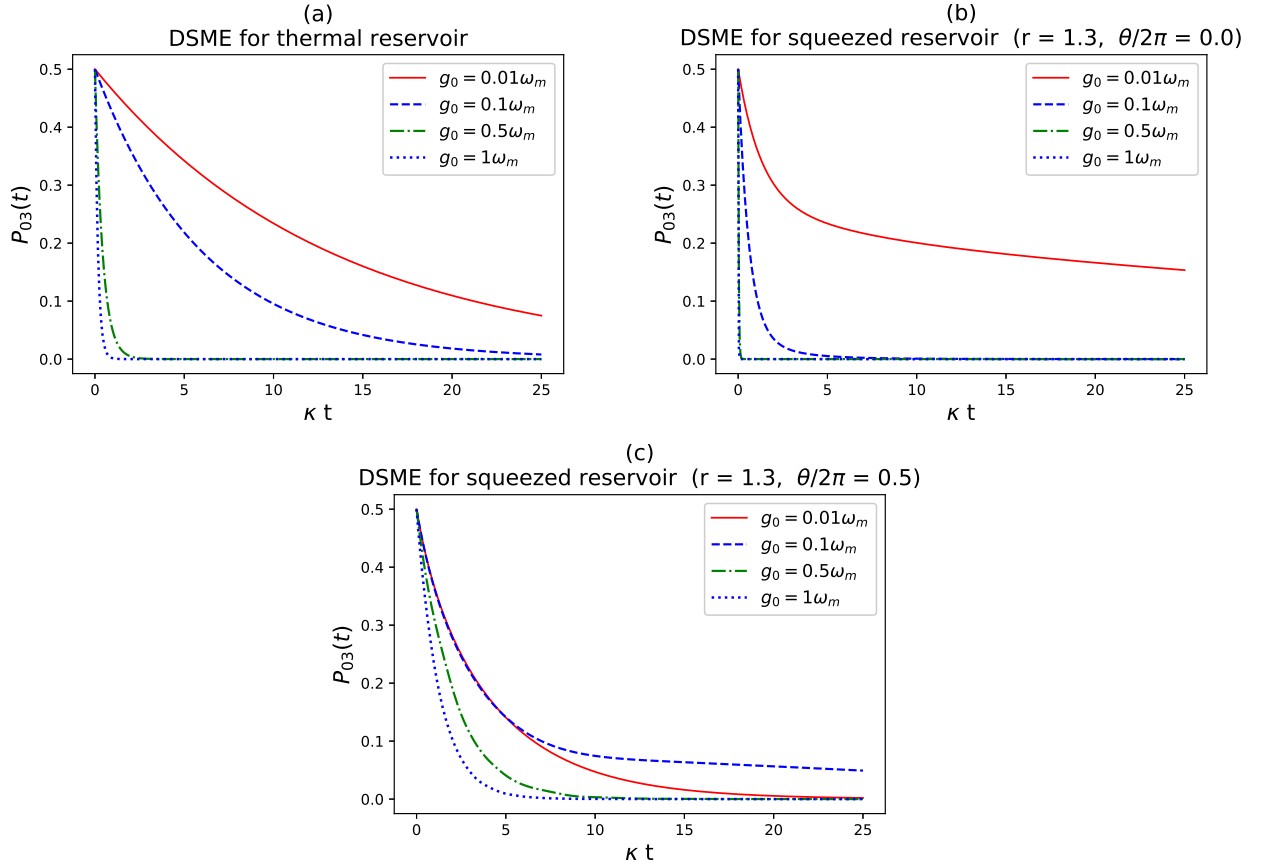 (a)
DSME for thermal reservoir
0.5
0.4
0.3
0.2
0.1
0.0
P₀₃(t)
g₀ = 0.01ωₘ
g₀ = 0.1ωₘ
g₀ = 0.5ωₘ
g₀ = 1ωₘ
0 5 10 15 20 25
κ t
(b)
DSME for squeezed reservoir (r = 1.3, θ/2π = 0.0)
0.5
0.4
0.3
0.2
0.1
0.0
P₀₃(t)
g₀ = 0.01ωₘ
g₀ = 0.1ωₘ
g₀ = 0.5ωₘ
g₀ = 1ωₘ
0 5 10 15 20 25
κ t
(c)
DSME for squeezed reservoir (r = 1.3, θ/2π = 0.5)
0.5
0.4
0.3
0.2
0.1
0.0
P₀₃(t)
g₀ = 0.01ωₘ
g₀ = 0.1ωₘ
g₀ = 0.5ωₘ
g₀ = 1ωₘ
0 5 10 15 20 25
κ t